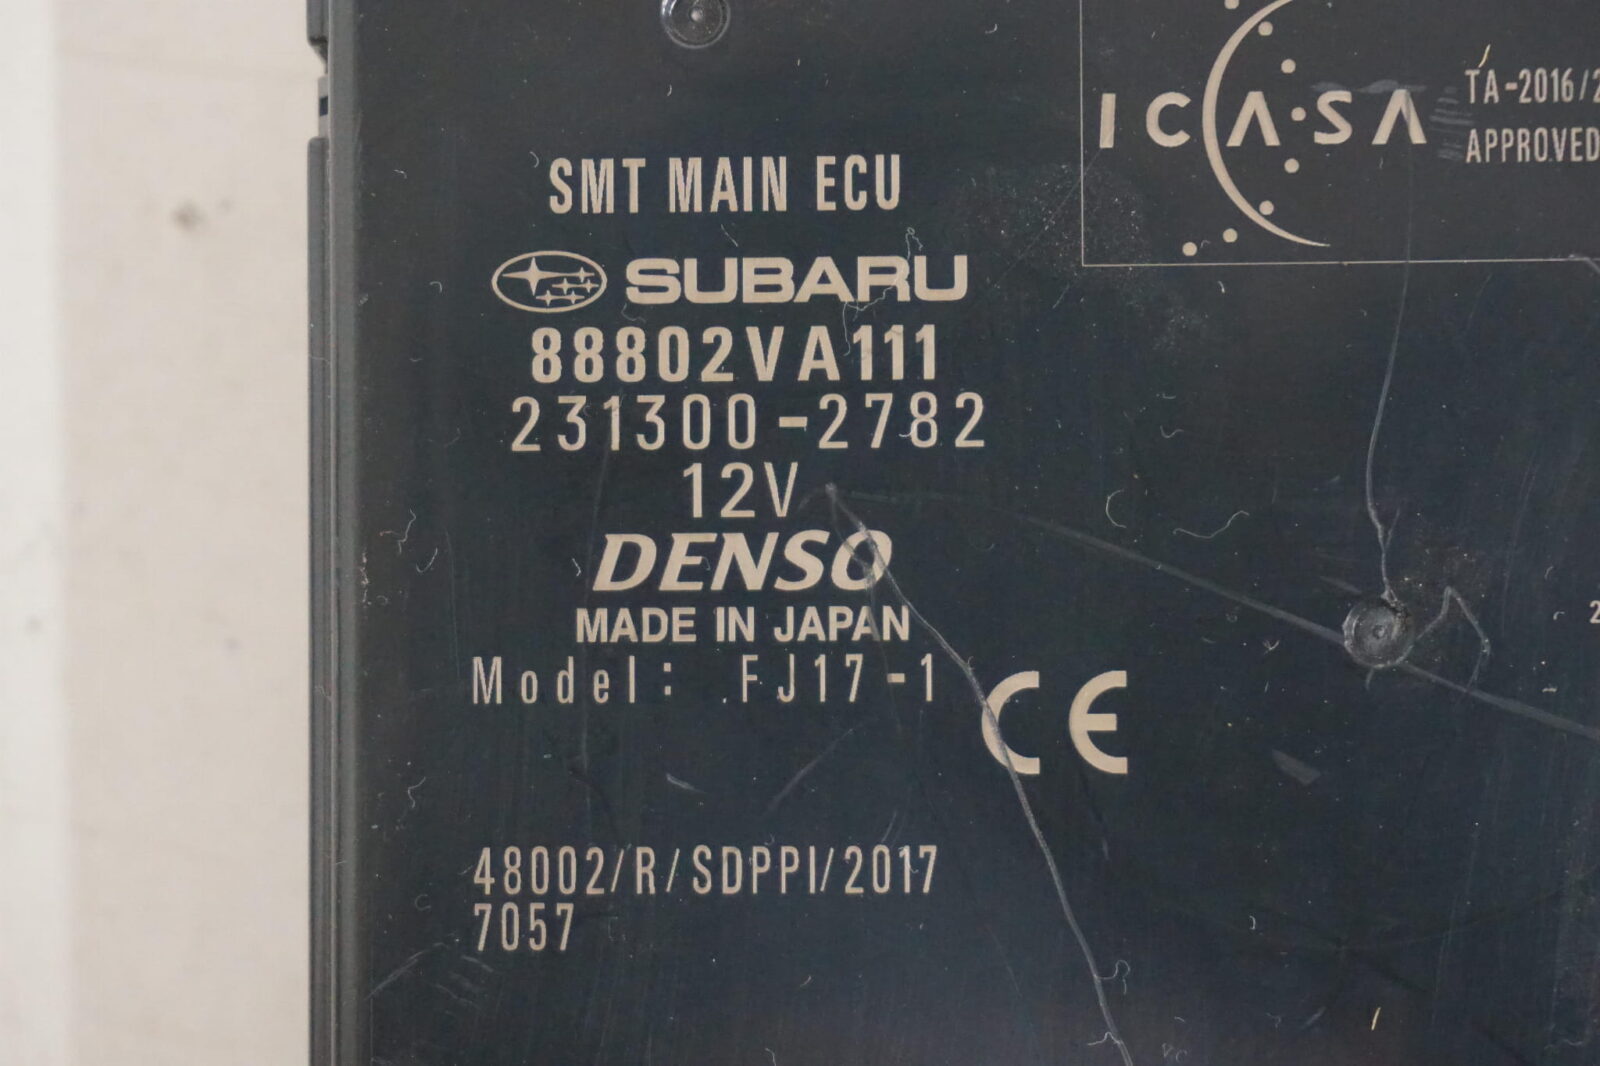 ICASA
TA-2016/2
APPROVED
SMT MAIN ECU
SUBARU
88802VA111
231300-2782
12V
DENSO
MADE IN JAPAN
Model: FJ17-1
CE
48002/R/SDPPI/2017
7057
2